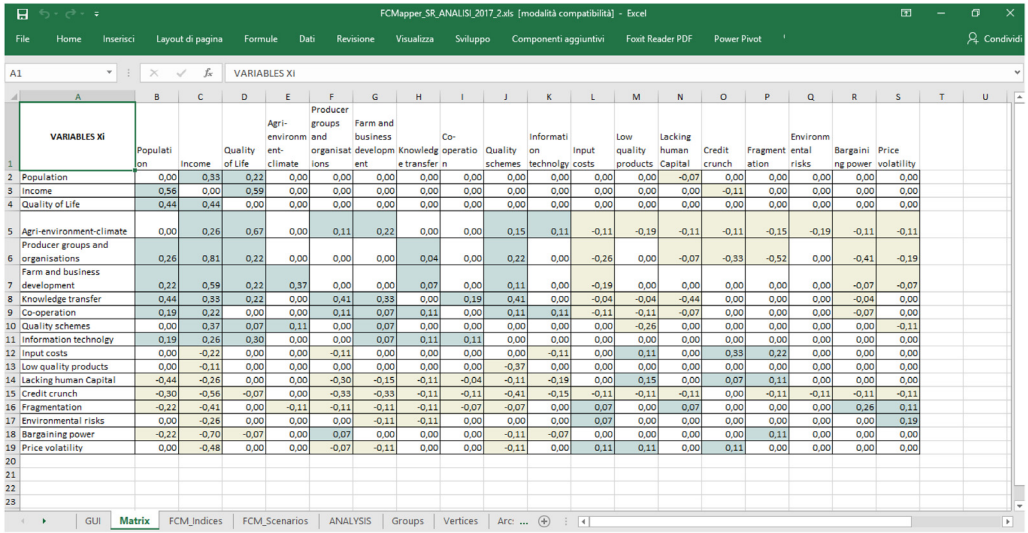 FCMapper_SR_ANALISI_2017_2.xls [modalità compatibilità] - Excel
File Home Inserisci Layout di pagina Formule Dati Revisione Visualizza Sviluppo Componenti aggiuntivi Foxit Reader PDF Power Pivot Condividi
A1 fx VARIABLES Xi
A B C D E F G H I J K L M N O P Q R S T U
1 VARIABLES Xi Population Income Quality of Life Agri-environment-climate Producer groups and organisations Farm and business development Knowledge transfer Co-operation Quality schemes Information technolgy Input costs Low quality products Lacking human Capital Credit crunch Fragmentation Environmental risks Bargaining power Price volatility
2 Population 0,00 0,33 0,22 0,00 0,00 0,00 0,00 0,00 0,00 0,00 0,00 0,00 -0,07 0,00 0,00 0,00 0,00 0,00
3 Income 0,56 0,00 0,59 0,00 0,00 0,00 0,00 0,00 0,00 0,00 0,00 0,00 0,00 -0,11 0,00 0,00 0,00 0,00
4 Quality of Life 0,44 0,44 0,00 0,00 0,00 0,00 0,00 0,00 0,00 0,00 0,00 0,00 0,00 0,00 0,00 0,00 0,00 0,00
5 Agri-environment-climate 0,00 0,26 0,67 0,00 0,11 0,22 0,00 0,00 0,15 0,11 -0,11 -0,19 -0,11 -0,11 -0,15 -0,19 -0,11 -0,11
6 Producer groups and organisations 0,26 0,81 0,22 0,00 0,00 0,00 0,04 0,00 0,22 0,00 -0,26 0,00 -0,07 -0,33 -0,52 0,00 -0,41 -0,19
7 Farm and business development 0,22 0,59 0,22 0,37 0,00 0,00 0,07 0,00 0,11 0,00 -0,19 0,00 0,00 0,00 0,00 0,00 -0,07 -0,07
8 Knowledge transfer 0,44 0,33 0,22 0,00 0,41 0,33 0,00 0,19 0,41 0,00 -0,04 -0,04 -0,44 0,00 0,00 0,00 -0,04 0,00
9 Co-operation 0,19 0,22 0,00 0,00 0,11 0,07 0,11 0,00 0,11 0,11 -0,11 -0,11 -0,07 0,00 0,00 0,00 -0,07 0,00
10 Quality schemes 0,00 0,37 0,07 0,11 0,00 0,07 0,00 0,00 0,00 0,00 0,00 -0,26 0,00 0,00 0,00 0,00 0,00 -0,11
11 Information technolgy 0,19 0,26 0,30 0,00 0,00 0,07 0,11 0,11 0,00 0,00 0,00 0,00 0,00 0,00 0,00 0,00 0,00 0,00
12 Input costs 0,00 -0,22 0,00 0,00 -0,11 0,00 0,00 0,00 0,00 -0,11 0,00 0,11 0,00 0,33 0,22 0,00 0,00 0,00
13 Low quality products 0,00 -0,11 0,00 0,00 0,00 0,00 0,00 0,00 -0,37 0,00 0,00 0,00 0,00 0,00 0,00 0,00 0,00 0,00
14 Lacking human Capital -0,44 -0,26 0,00 0,00 -0,30 -0,15 -0,11 -0,04 -0,11 -0,19 0,00 0,15 0,00 0,07 0,11 0,00 0,00 0,00
15 Credit crunch -0,30 -0,56 -0,07 0,00 -0,33 -0,33 -0,11 -0,11 -0,41 -0,15 -0,11 -0,11 -0,11 0,00 -0,11 -0,11 -0,11 -0,11
16 Fragmentation -0,22 -0,41 0,00 -0,11 -0,11 -0,11 -0,11 -0,07 -0,07 0,00 0,07 0,00 0,07 0,00 0,00 0,00 0,26 0,11
17 Environmental risks 0,00 -0,26 0,00 0,00 0,00 -0,11 -0,11 0,00 0,00 0,00 0,07 0,00 0,00 0,00 0,00 0,00 0,00 0,19
18 Bargaining power -0,22 -0,70 -0,07 0,00 0,07 0,00 0,00 0,00 -0,11 -0,07 0,00 0,00 0,00 0,00 0,11 0,00 0,00 0,00
19 Price volatility 0,00 -0,48 0,00 0,00 -0,07 -0,11 0,00 0,00 -0,11 0,00 0,11 0,11 0,00 0,11 0,00 0,00 0,00 0,00
20
21
22
23
GUI Matrix FCM_Indices FCM_Scenarios ANALYSIS Groups Vertices Arc: ...